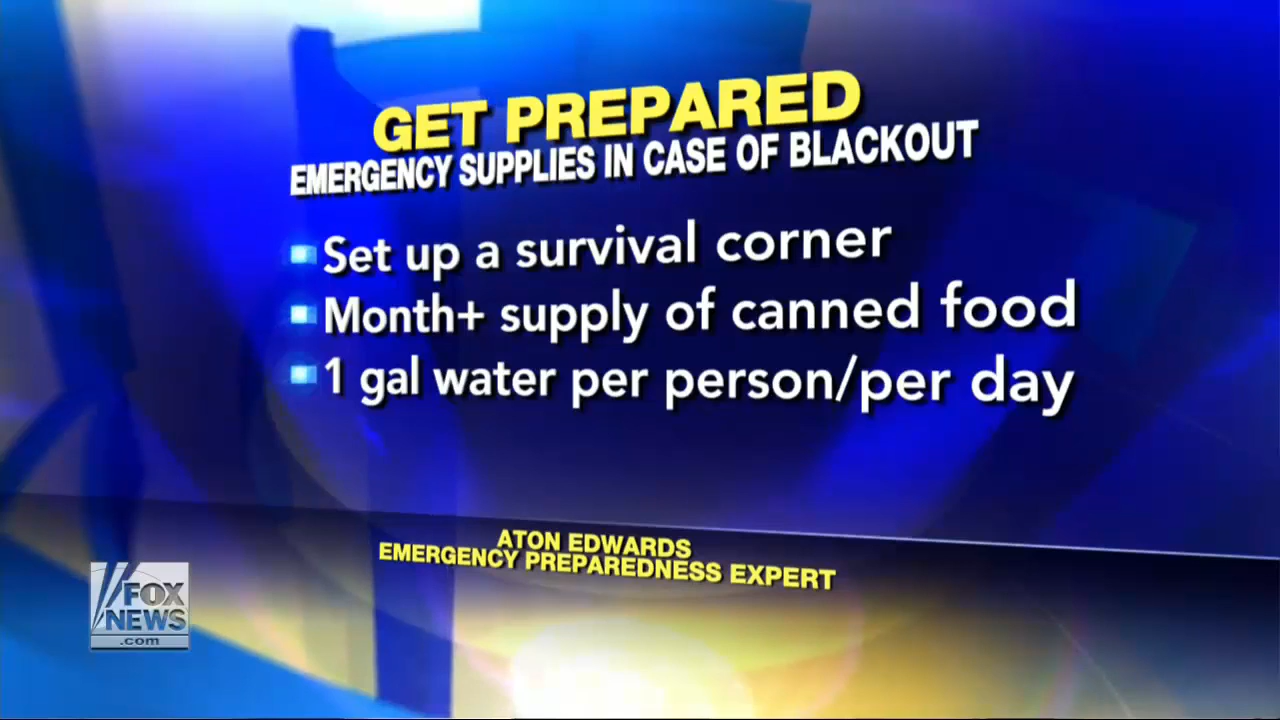 GET PREPARED
EMERGENCY SUPPLIES IN CASE OF BLACKOUT
Set up a survival corner
Month+ supply of canned food
1 gal water per person/per day
ATON EDWARDS
EMERGENCY PREPAREDNESS EXPERT
FOX
NEWS
.com